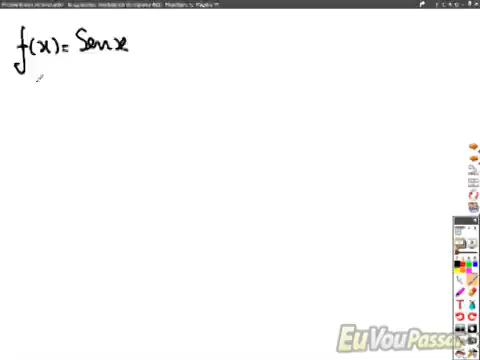 f(x) = Sen x
EuVouPassar